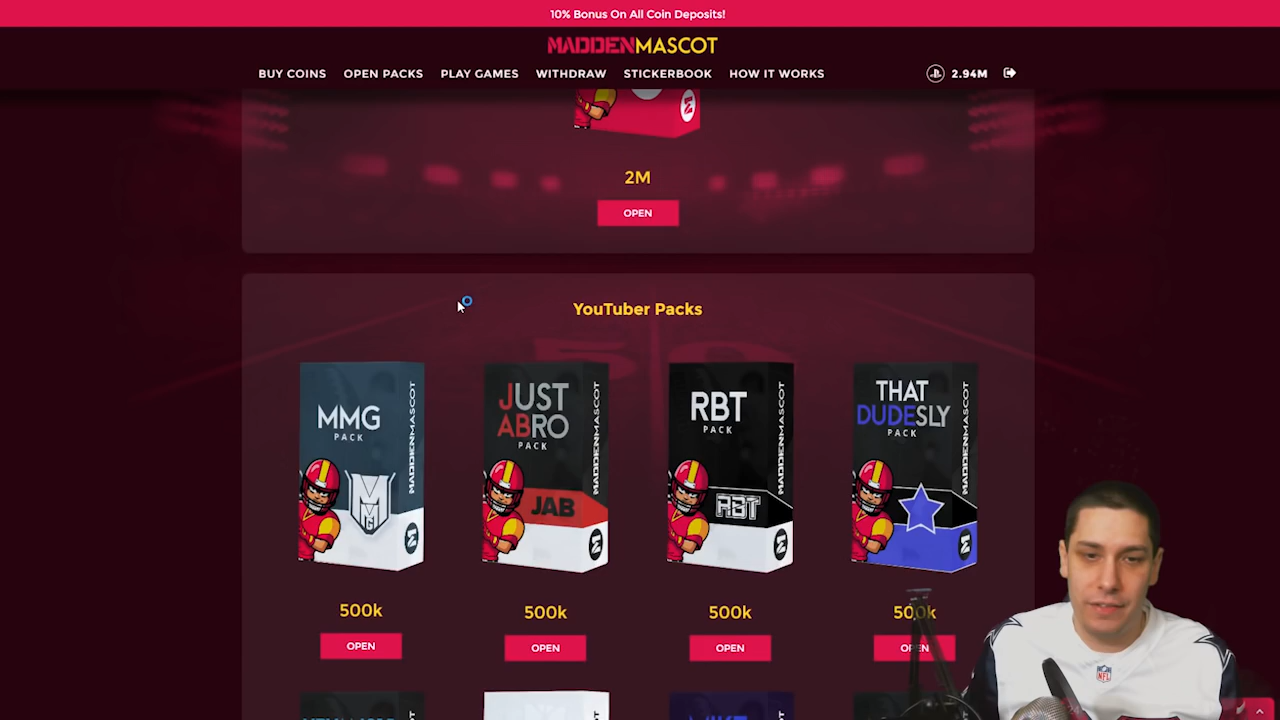 10% Bonus On All Coin Deposits!
MADDENMASCOT
BUY COINS OPEN PACKS PLAY GAMES WITHDRAW STICKERBOOK HOW IT WORKS 2.94M
2M
OPEN
YouTuber Packs
MMG
PACK
MADDENMASCOT
JUST
ABRO
PACK
JAB
MADDENMASCOT
RBT
PACK
RBT
MADDENMASCOT
THAT
DUDESLY
PACK
MADDENMASCOT
500k
500k
500k
500k
OPEN
OPEN
OPEN
OPEN
NFL